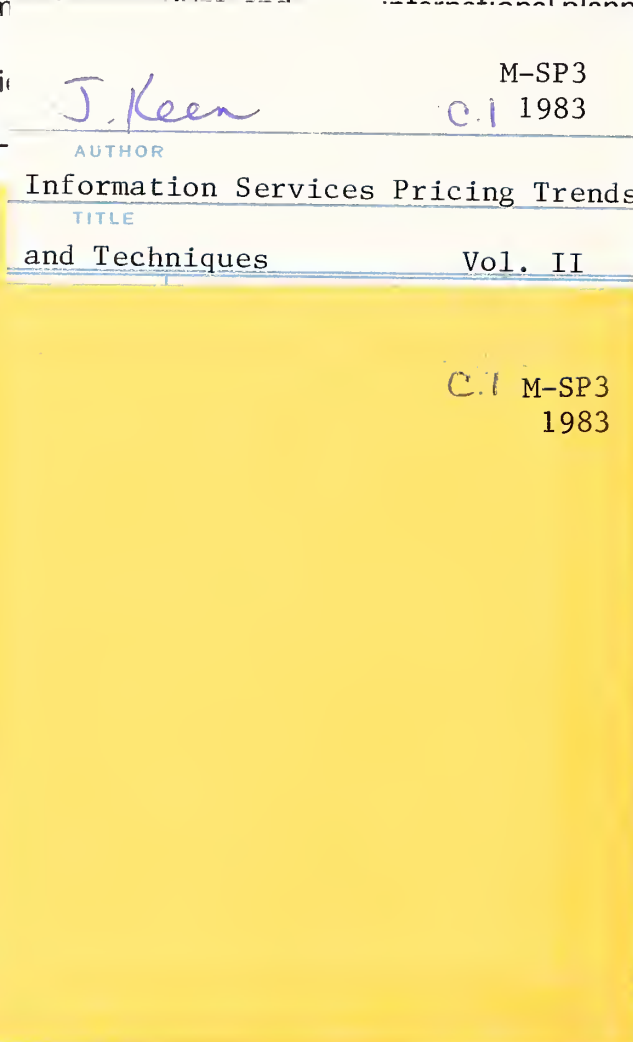 M-SP3
J. Keen C.1 1983
AUTHOR
Information Services Pricing Trends
TITLE
and Techniques Vol. II
C.1 M-SP3
1983